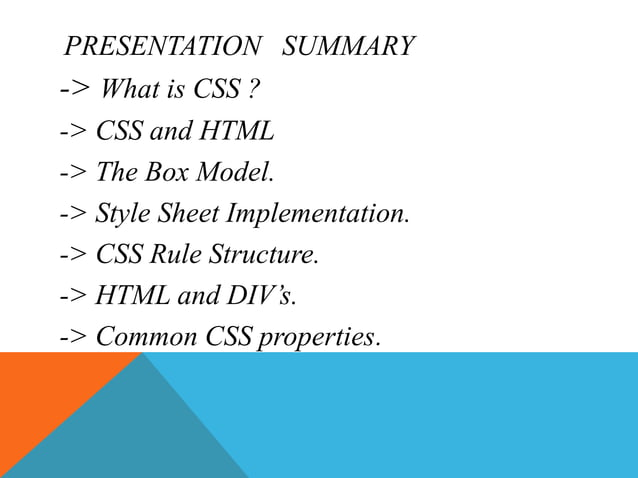 PRESENTATION SUMMARY
-> What is CSS ?
-> CSS and HTML
-> The Box Model.
-> Style Sheet Implementation.
-> CSS Rule Structure.
-> HTML and DIV’s.
-> Common CSS properties.